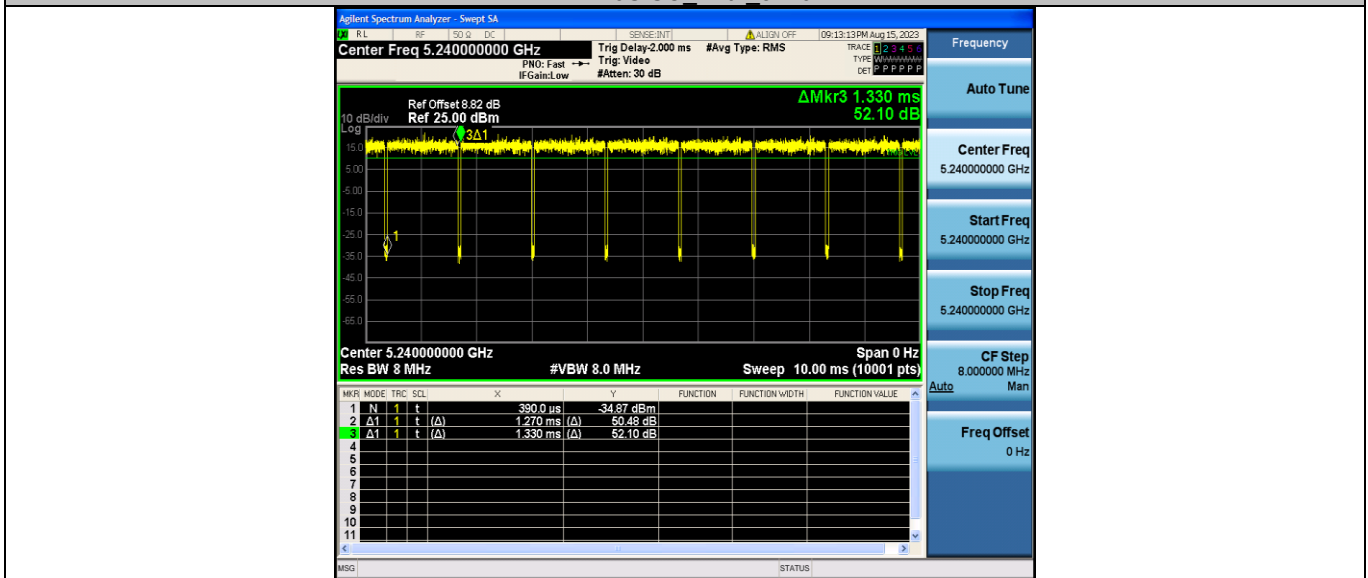 Agilent Spectrum Analyzer - Swept SA
RL RF 50 Ω DC SENSE:INT ALIGN OFF 09:13:13 PM Aug 15, 2023
Center Freq 5.240000000 GHz Trig Delay-2.000 ms #Avg Type: RMS TRACE 1 2 3 4 5 6
PNO: Fast Trig: Video TYPE
IFGain:Low #Atten: 30 dB DET P P P P P P
Frequency
Auto Tune
Center Freq
5.240000000 GHz
Start Freq
5.240000000 GHz
Stop Freq
5.240000000 GHz
CF Step
8.000000 MHz
Auto Man
Freq Offset
0 Hz
ΔMkr3 1.330 ms
52.10 dB
Ref Offset 8.82 dB
10 dB/div Ref 25.00 dBm
Log
3Δ1
15.0
5.00
-5.00
-15.0
-25.0
1
-35.0
-45.0
-55.0
-65.0
Center 5.240000000 GHz Span 0 Hz
Res BW 8 MHz #VBW 8.0 MHz Sweep 10.00 ms (10001 pts)
MKR MODE TRC SCL X Y FUNCTION FUNCTION WIDTH FUNCTION VALUE
1 N 1 t 390.0 µs -34.87 dBm
2 Δ1 1 t (Δ) 1.270 ms (Δ) 50.48 dB
3 Δ1 1 t (Δ) 1.330 ms (Δ) 52.10 dB
4
5
6
7
8
9
10
11
MSG STATUS